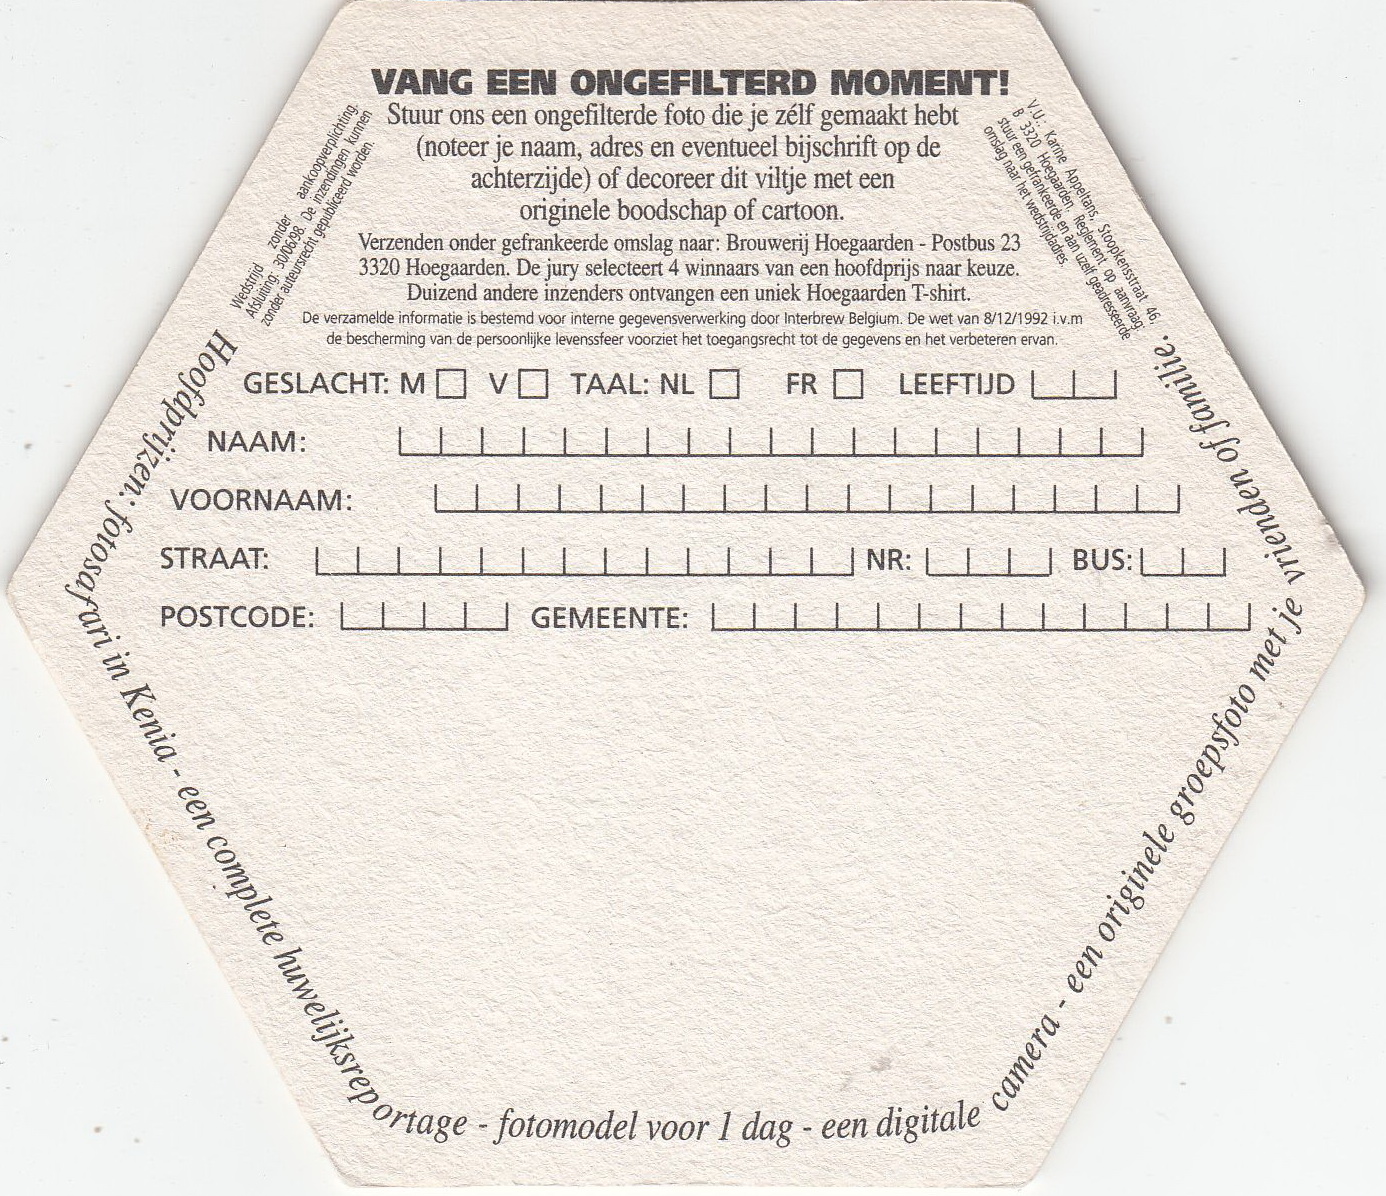 VANG EEN ONGEFILTERD MOMENT!
Stuur ons een ongefilterde foto die je zélf gemaakt hebt
(noteer je naam, adres en eventueel bijschrift op de
achterzijde) of decoreer dit viltje met een
originele boodschap of cartoon.
Verzenden onder gefrankeerde omslag naar: Brouwerij Hoegaarden - Postbus 23
3320 Hoegaarden. De jury selecteert 4 winnaars van een hoofdprijs naar keuze.
Duizend andere inzenders ontvangen een uniek Hoegaarden T-shirt.
De verzamelde informatie is bestemd voor interne gegevensverwerking door Interbrew Belgium. De wet van 8/12/1992 i.v.m
de bescherming van de persoonlijke levenssfeer voorziet het toegangsrecht tot de gegevens en het verbeteren ervan.
Wedstrijd zonder aankoopverplichting.
Afsluiting: 30/06/98. De inzendingen kunnen
zonder auteursrecht gepubliceerd worden.
V.U.: Karine Appeltans, Stoopkensstraat 46,
B 3320 Hoegaarden. Reglement op aanvraag:
stuur een gefrankeerde en aan uzelf geadresseerde
omslag naar het wedstrijdadres.
GESLACHT: M V TAAL: NL FR LEEFTIJD
NAAM:
VOORNAAM:
STRAAT: NR: BUS:
POSTCODE: GEMEENTE:
Hoofdprijzen: fotosafari in Kenia - een complete huwelijksreportage - fotomodel voor 1 dag - een digitale camera - een originele groepsfoto met je vrienden of familie.